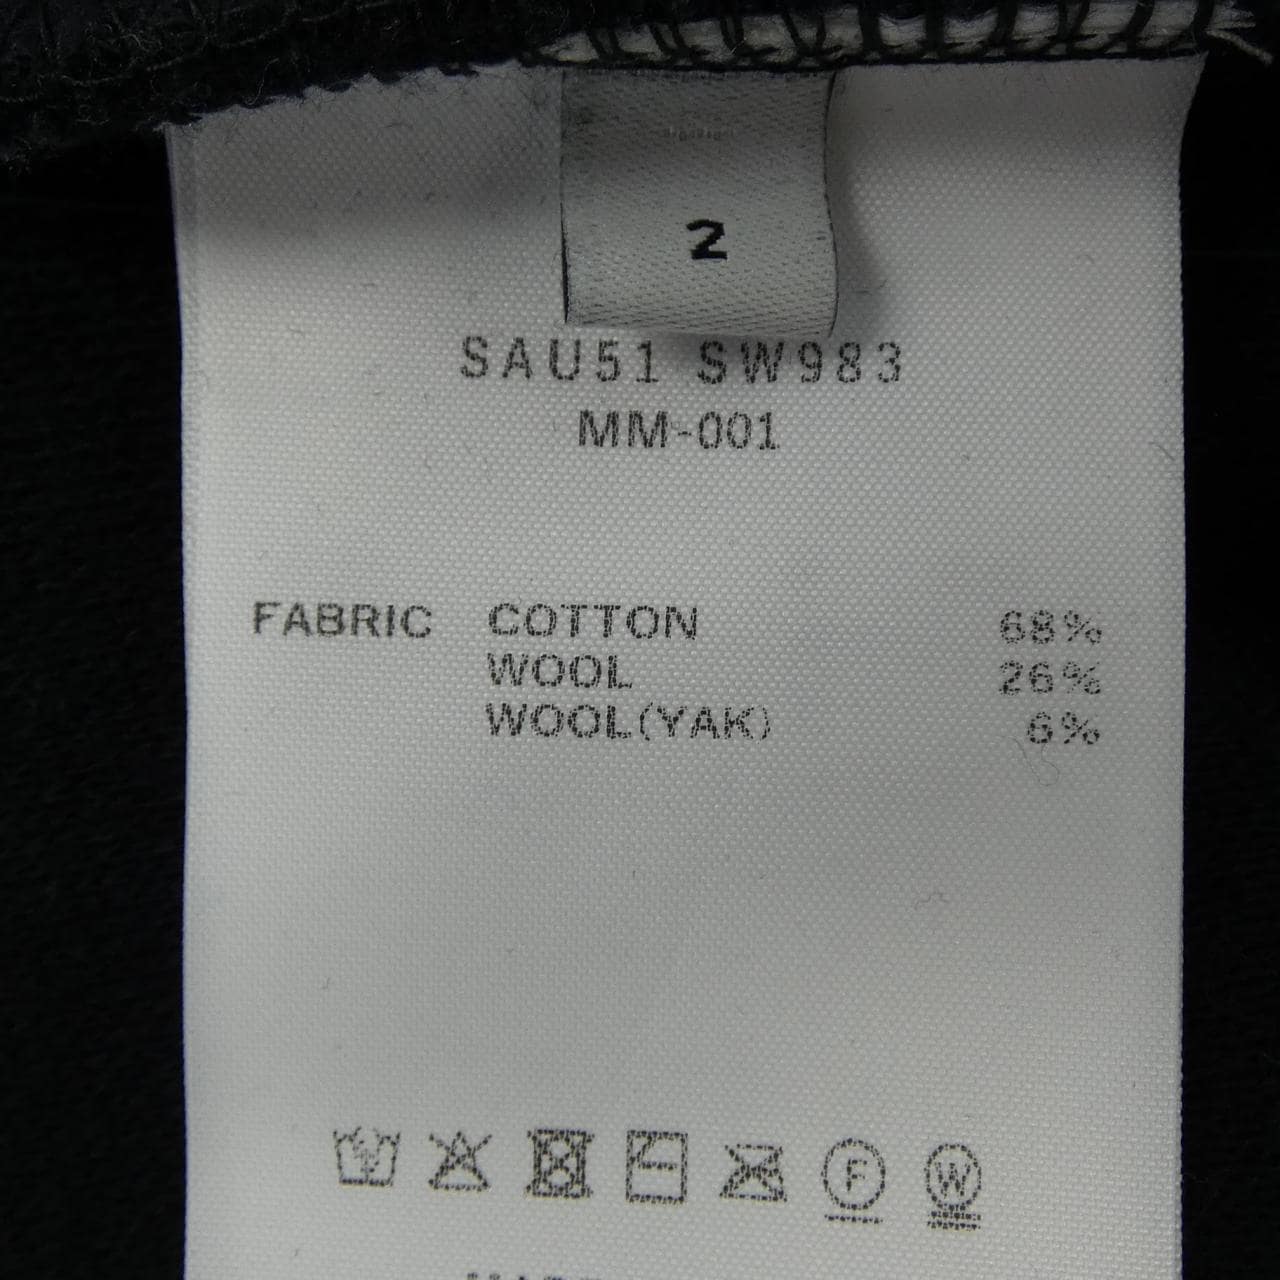 2
SAU51 SW983
MM-001
FABRIC COTTON 68%
WOOL 26%
WOOL(YAK) 6%
F
W